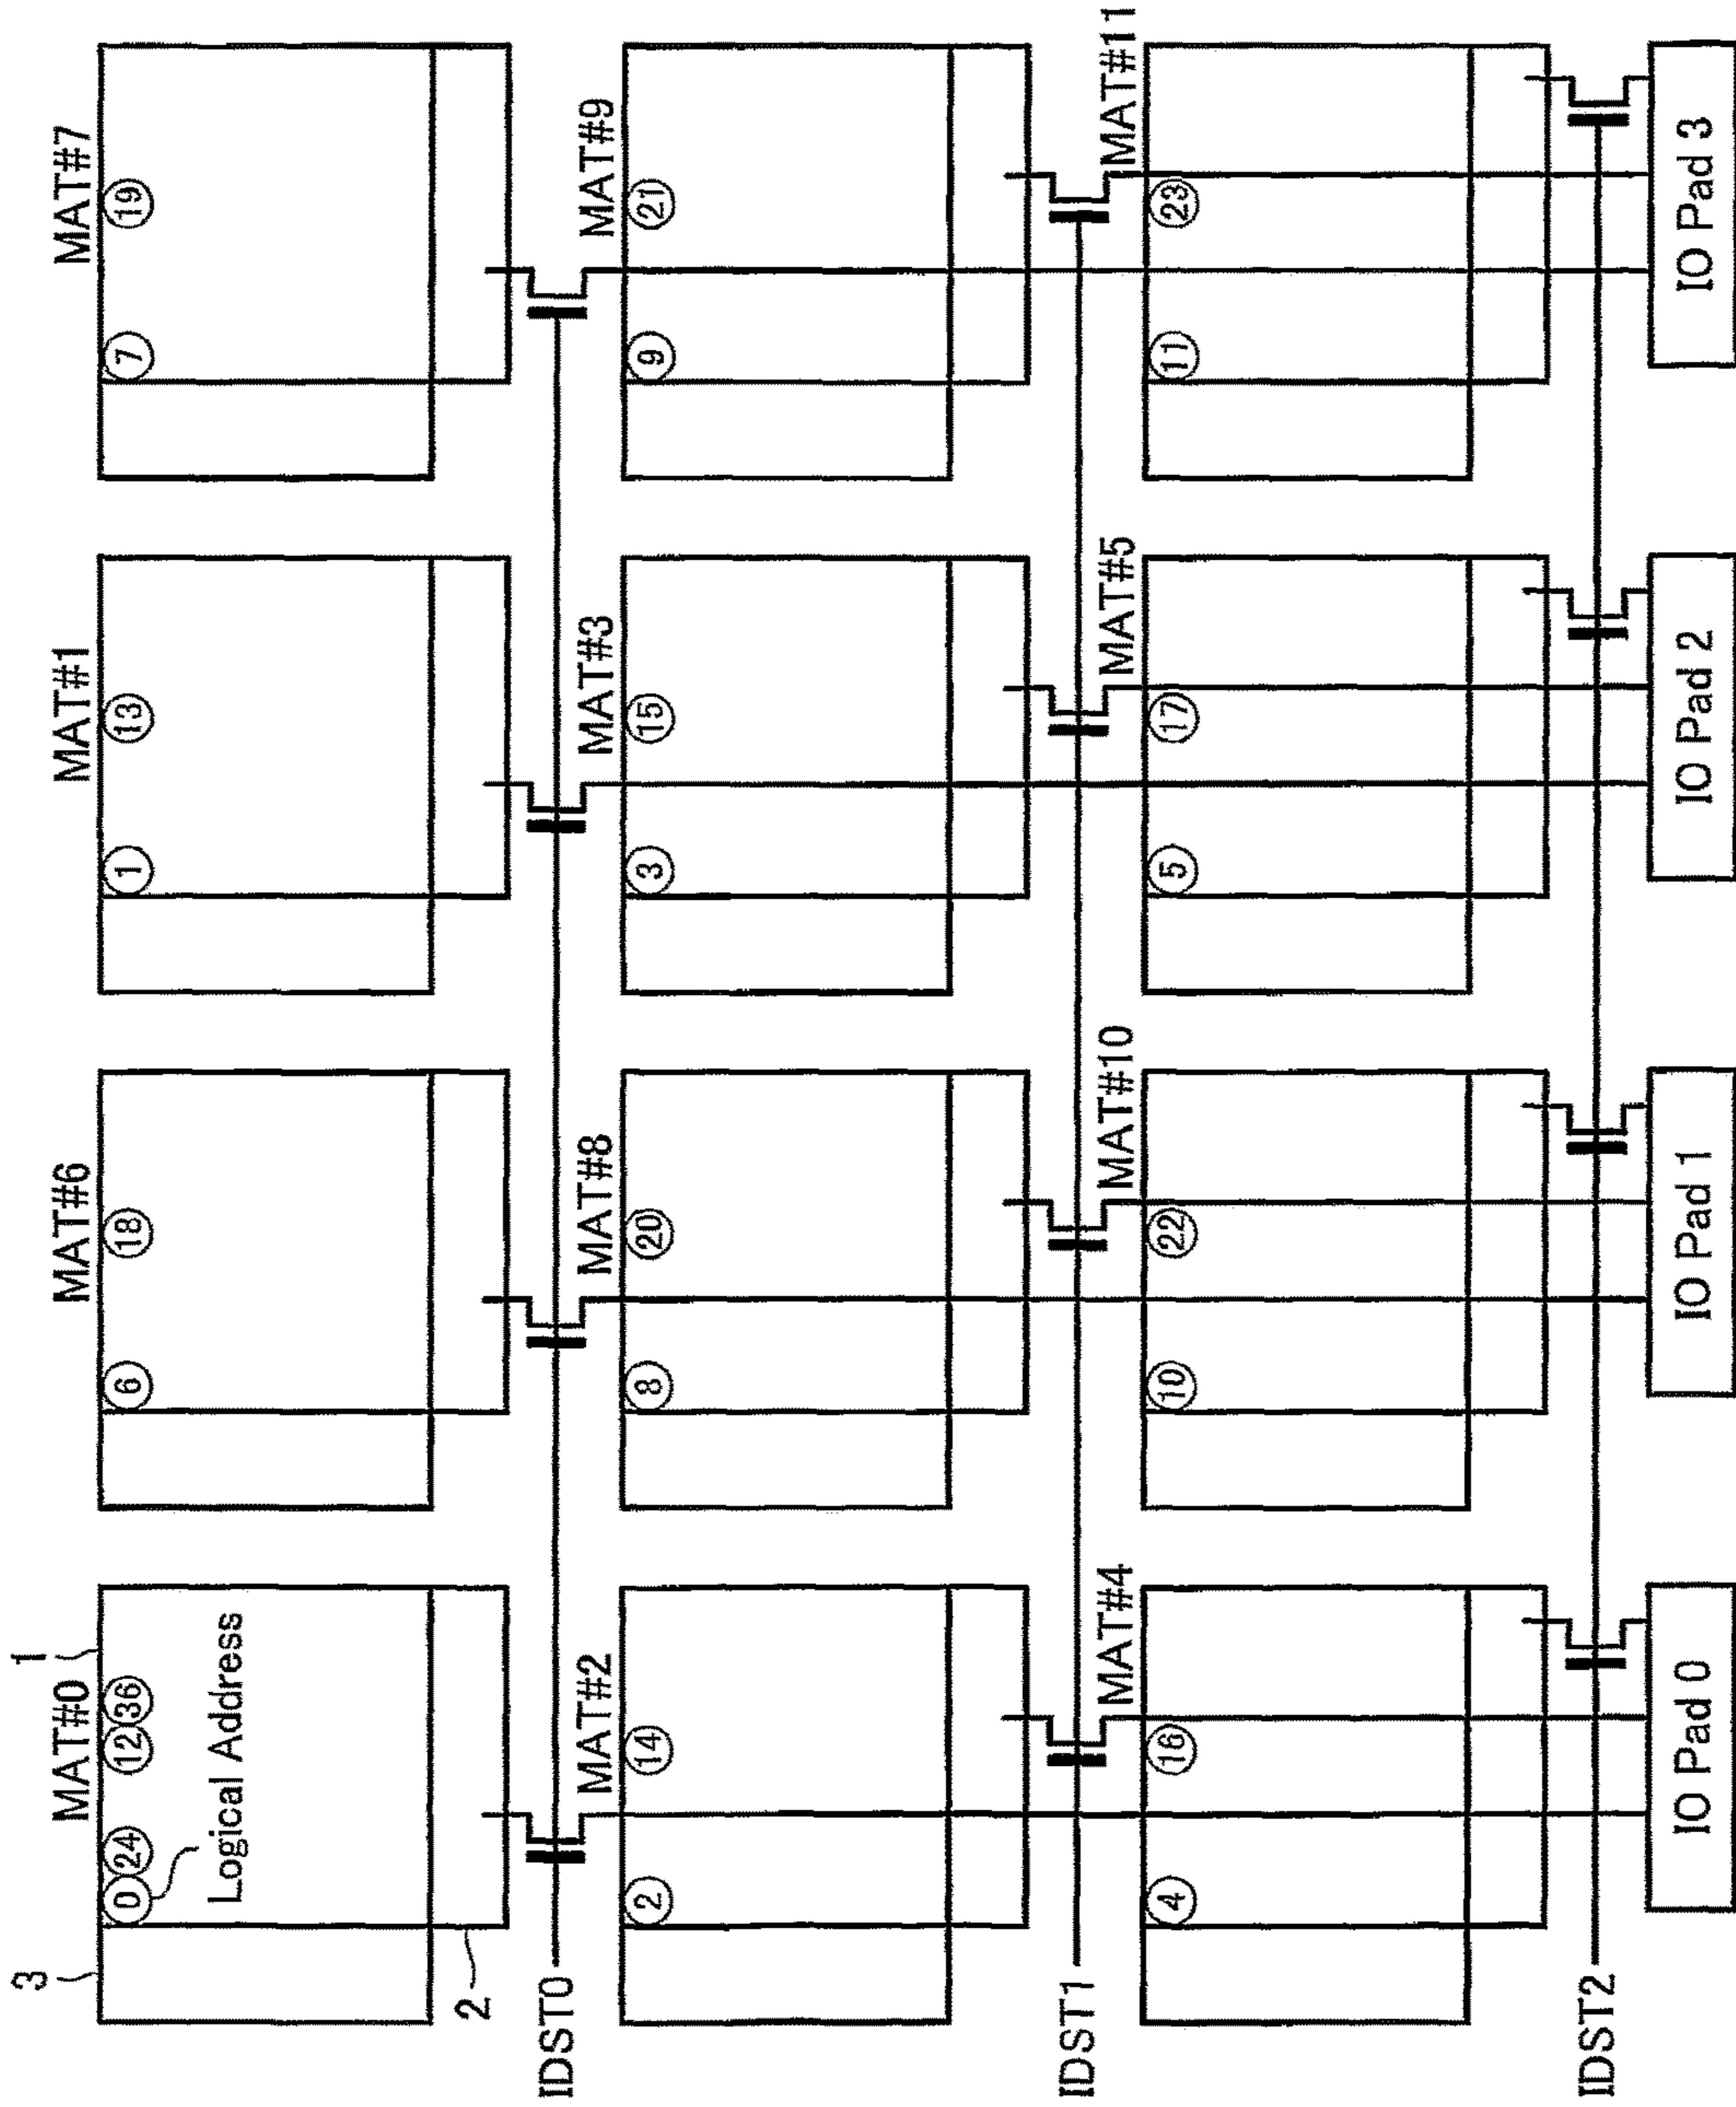 3 1
MAT#0 MAT#6 MAT#1 MAT#7
0 24 12 36 6 18 1 13 7 19
Logical Address
2
IDST0
MAT#2 MAT#8 MAT#3 MAT#9
2 14 8 20 3 15 9 21
IDST1
MAT#4 MAT#10 MAT#5 MAT#11
4 16 10 22 5 17 11 23
IDST2
IO Pad 0 IO Pad 1 IO Pad 2 IO Pad 3